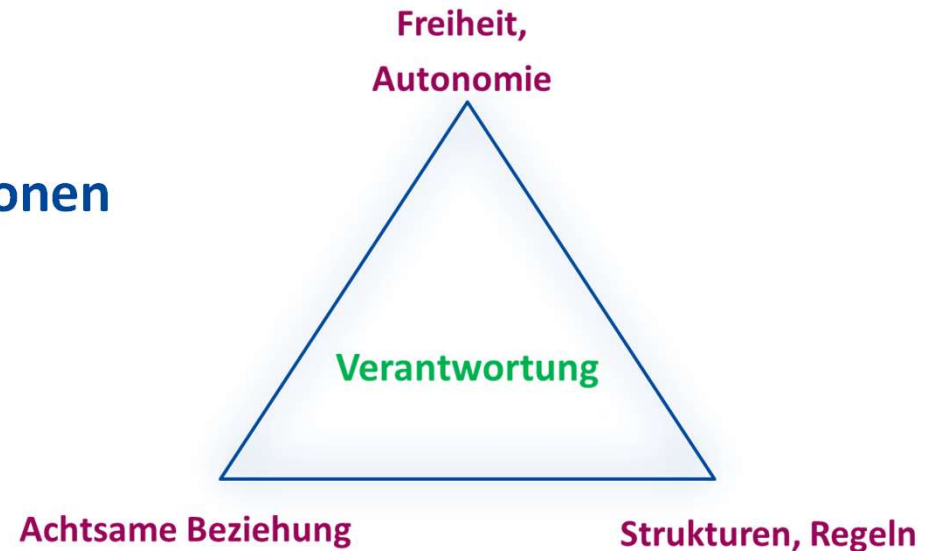 Freiheit,
Autonomie
onen
Verantwortung
Achtsame Beziehung
Strukturen, Regeln